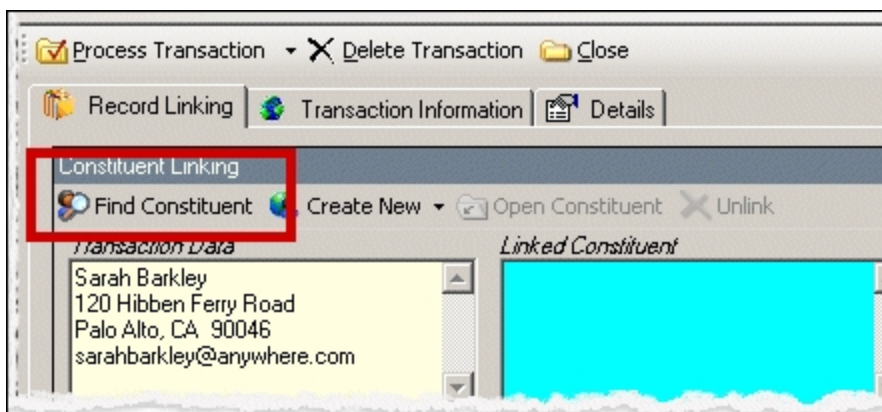 Process Transaction Delete Transaction Close
Record Linking Transaction Information Details
Constituent Linking
Find Constituent Create New Open Constituent Unlink
Transaction Data Linked Constituent
Sarah Barkley
120 Hibben Ferry Road
Palo Alto, CA 90046
sarahbarkley@anywhere.com